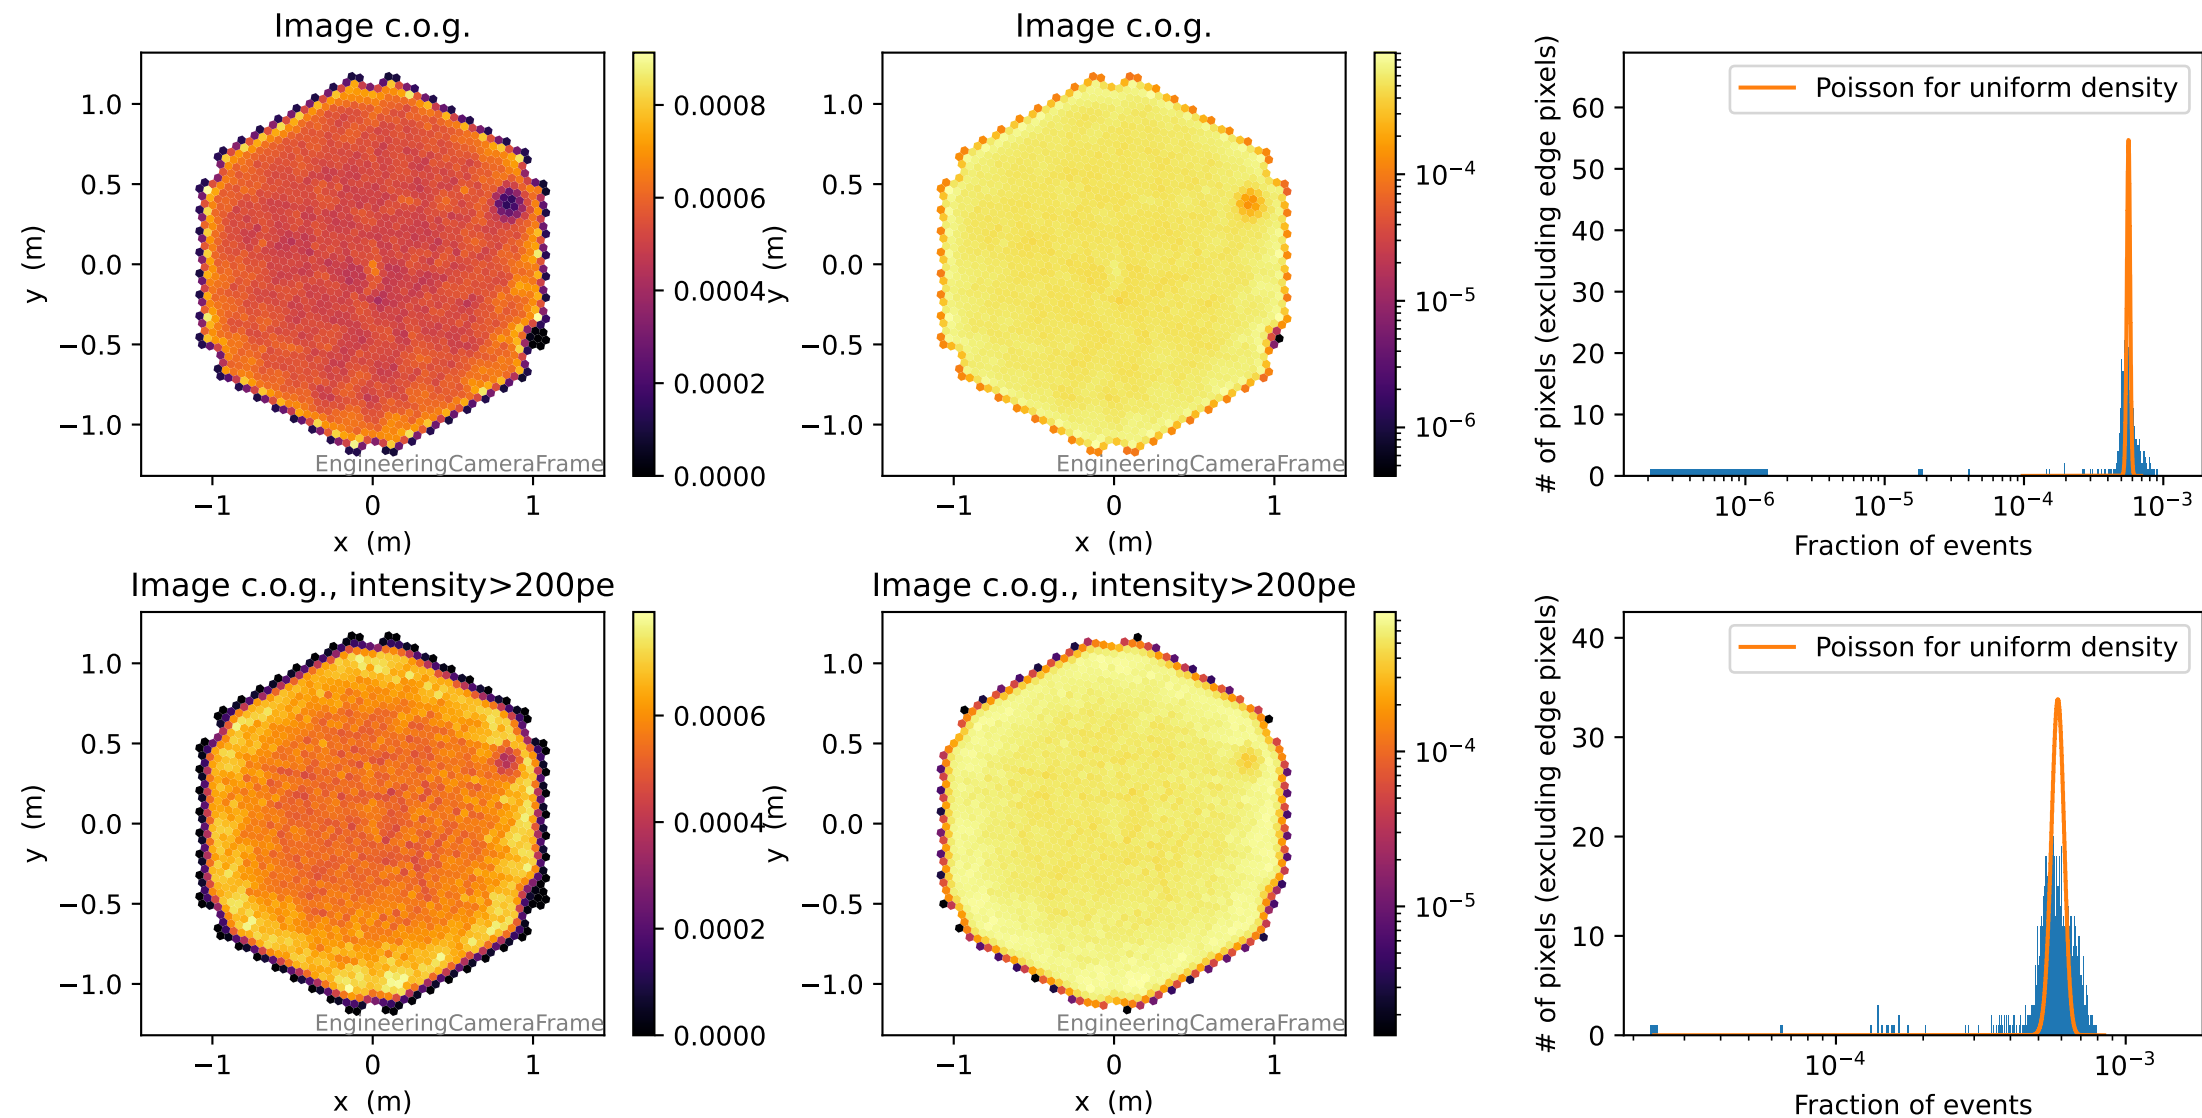 Image c.o.g.
1.0
0.5
0.0
−0.5
−1.0
y (m)
−1
0
1
x (m)
EngineeringCameraFrame
0.0008
0.0006
0.0004
0.0002
0.0000
Image c.o.g.
1.0
0.5
0.0
−0.5
−1.0
y (m)
−1
0
1
x (m)
EngineeringCameraFrame
10⁻⁴
10⁻⁵
10⁻⁶
Poisson for uniform density
# of pixels (excluding edge pixels)
60
50
40
30
20
10
0
10⁻⁶
10⁻⁵
10⁻⁴
10⁻³
Fraction of events
Image c.o.g., intensity>200pe
1.0
0.5
0.0
−0.5
−1.0
y (m)
−1
0
1
x (m)
EngineeringCameraFrame
0.0006
0.0004
0.0002
0.0000
Image c.o.g., intensity>200pe
1.0
0.5
0.0
−0.5
−1.0
y (m)
−1
0
1
x (m)
EngineeringCameraFrame
10⁻⁴
10⁻⁵
Poisson for uniform density
# of pixels (excluding edge pixels)
40
30
20
10
0
10⁻⁴
10⁻³
Fraction of events